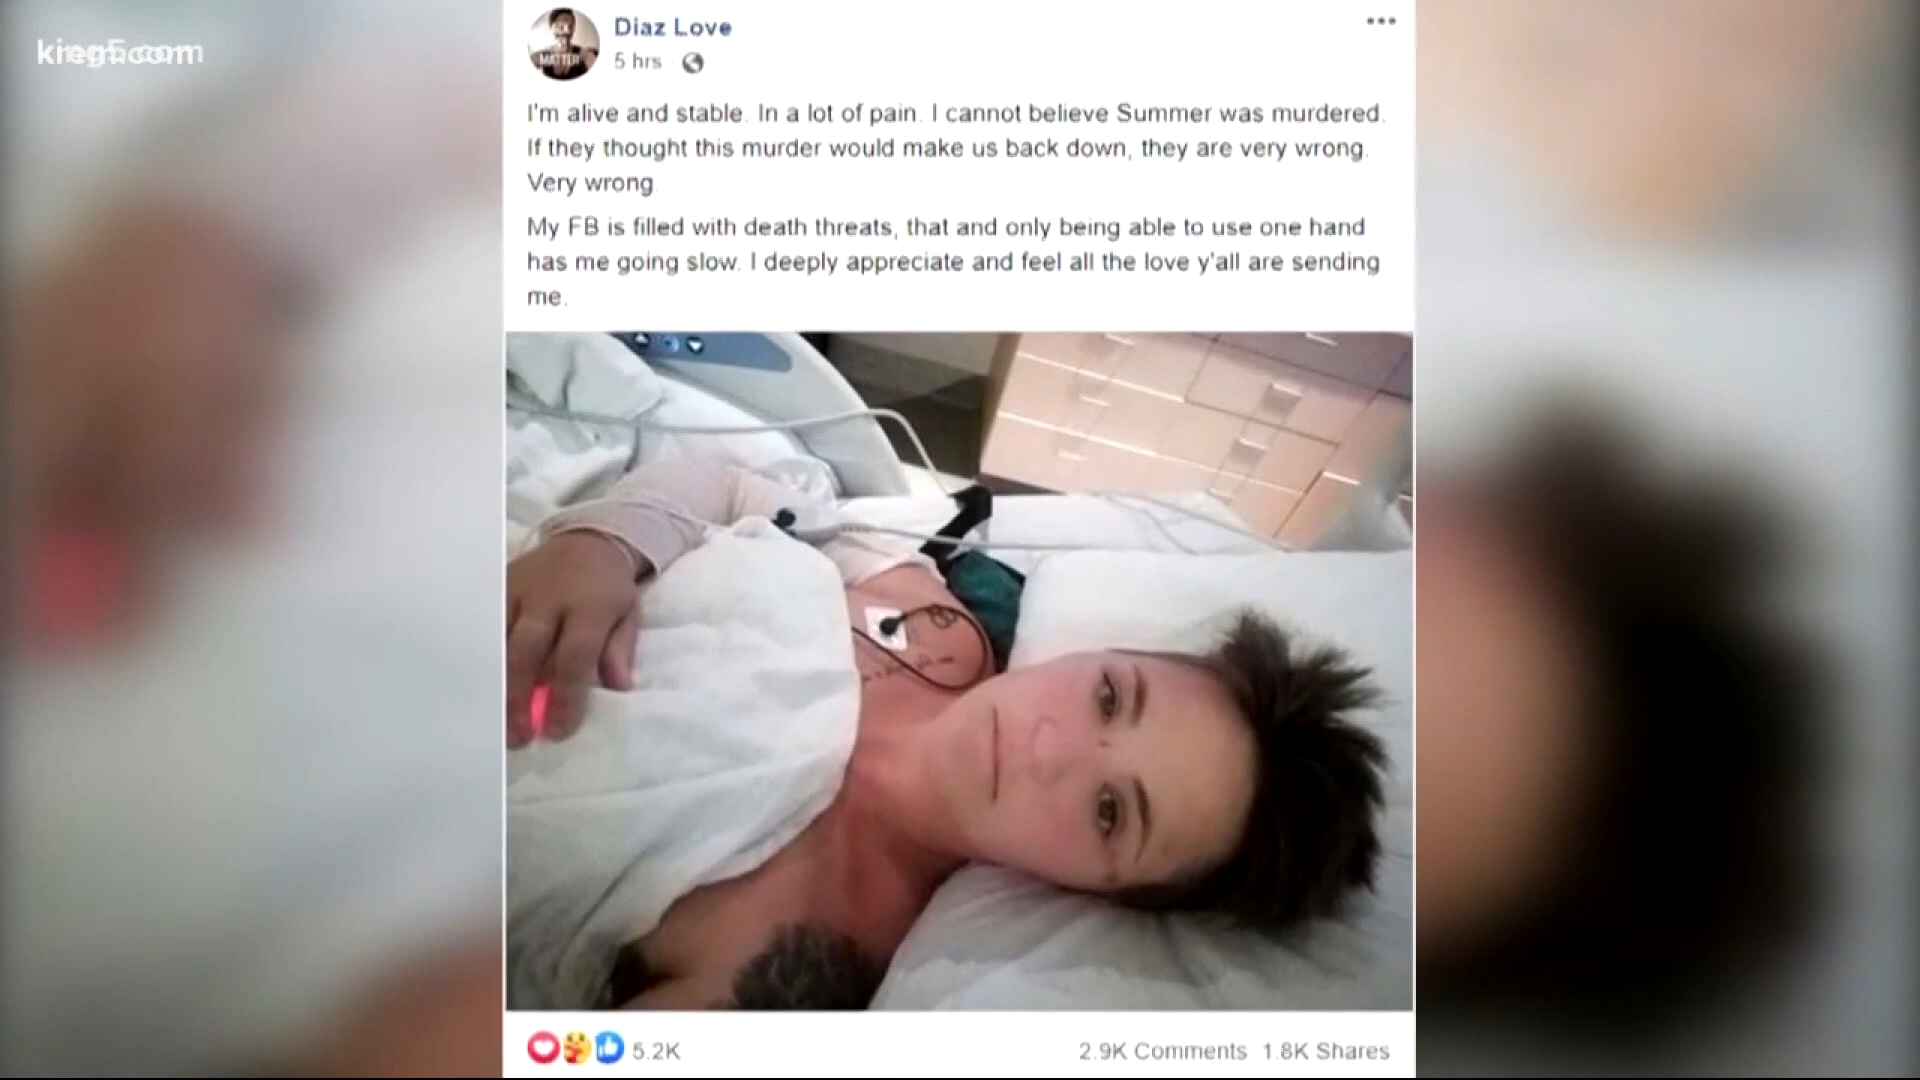 king5.com
Diaz Love
5 hrs
MATTER
I'm alive and stable. In a lot of pain. I cannot believe Summer was murdered.
If they thought this murder would make us back down, they are very wrong.
Very wrong.
My FB is filled with death threats, that and only being able to use one hand
has me going slow. I deeply appreciate and feel all the love y'all are sending
me.
5.2K
2.9K Comments 1.8K Shares